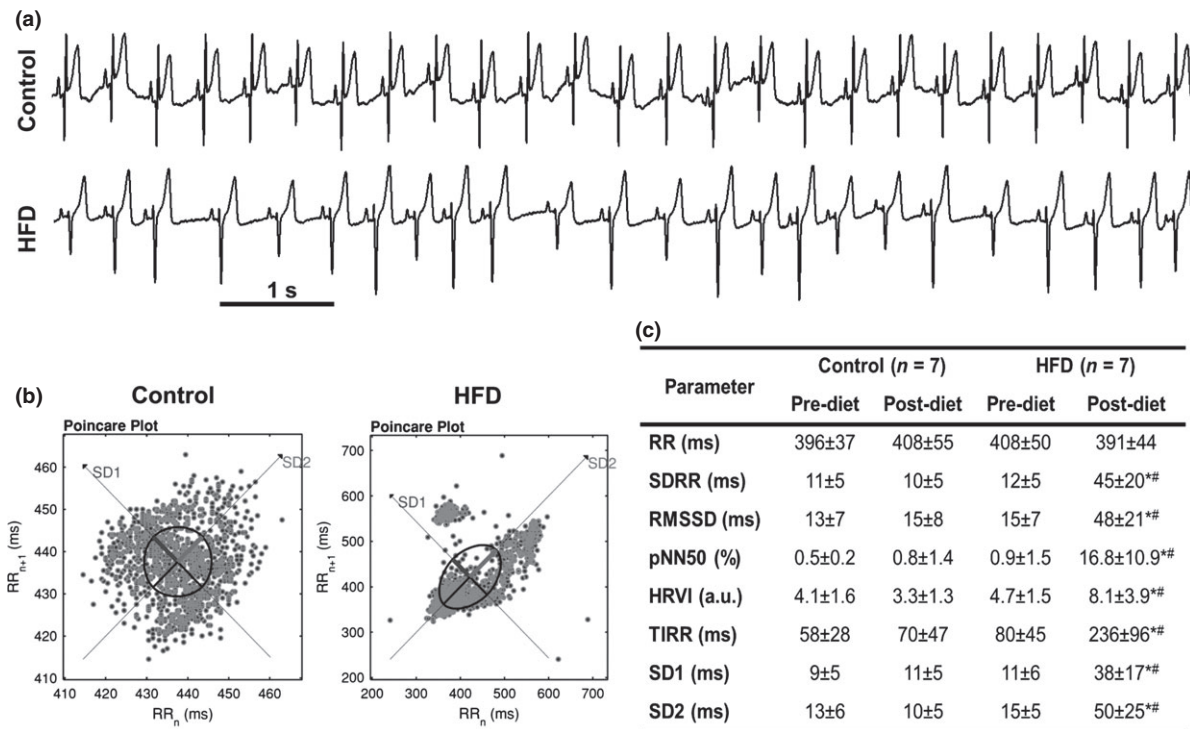 (a)
Control
HFD
1 s
(b)
Control
Poincare Plot
SD1
SD2
460
450
440
430
420
410
410 420 430 440 450 460
RRn+1 (ms)
RRn (ms)
HFD
Poincare Plot
SD1
SD2
700
600
500
400
300
200
200 300 400 500 600 700
RRn+1 (ms)
RRn (ms)
(c)
Parameter Control (n = 7) HFD (n = 7)
Pre-diet Post-diet Pre-diet Post-diet
RR (ms) 396±37 408±55 408±50 391±44
SDRR (ms) 11±5 10±5 12±5 45±20*#
RMSSD (ms) 13±7 15±8 15±7 48±21*#
pNN50 (%) 0.5±0.2 0.8±1.4 0.9±1.5 16.8±10.9*#
HRVI (a.u.) 4.1±1.6 3.3±1.3 4.7±1.5 8.1±3.9*#
TIRR (ms) 58±28 70±47 80±45 236±96*#
SD1 (ms) 9±5 11±5 11±6 38±17*#
SD2 (ms) 13±6 10±5 15±5 50±25*#